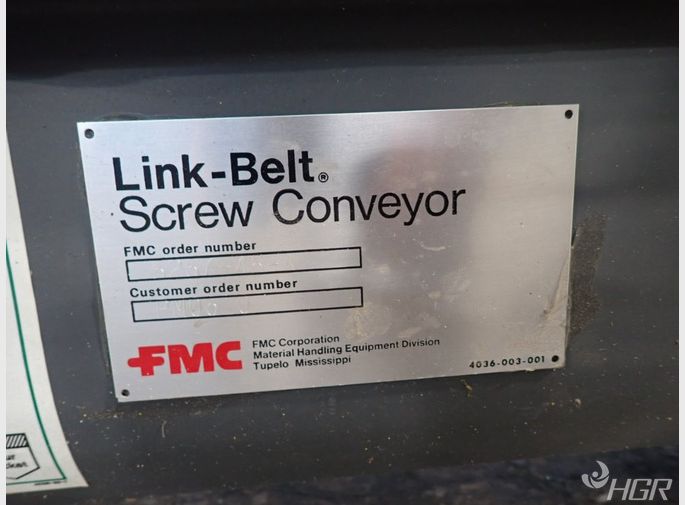 Link-Belt®
Screw Conveyor
FMC order number
Customer order number
FMC
FMC Corporation
Material Handling Equipment Division
Tupelo Mississippi
4036-003-001
HGR